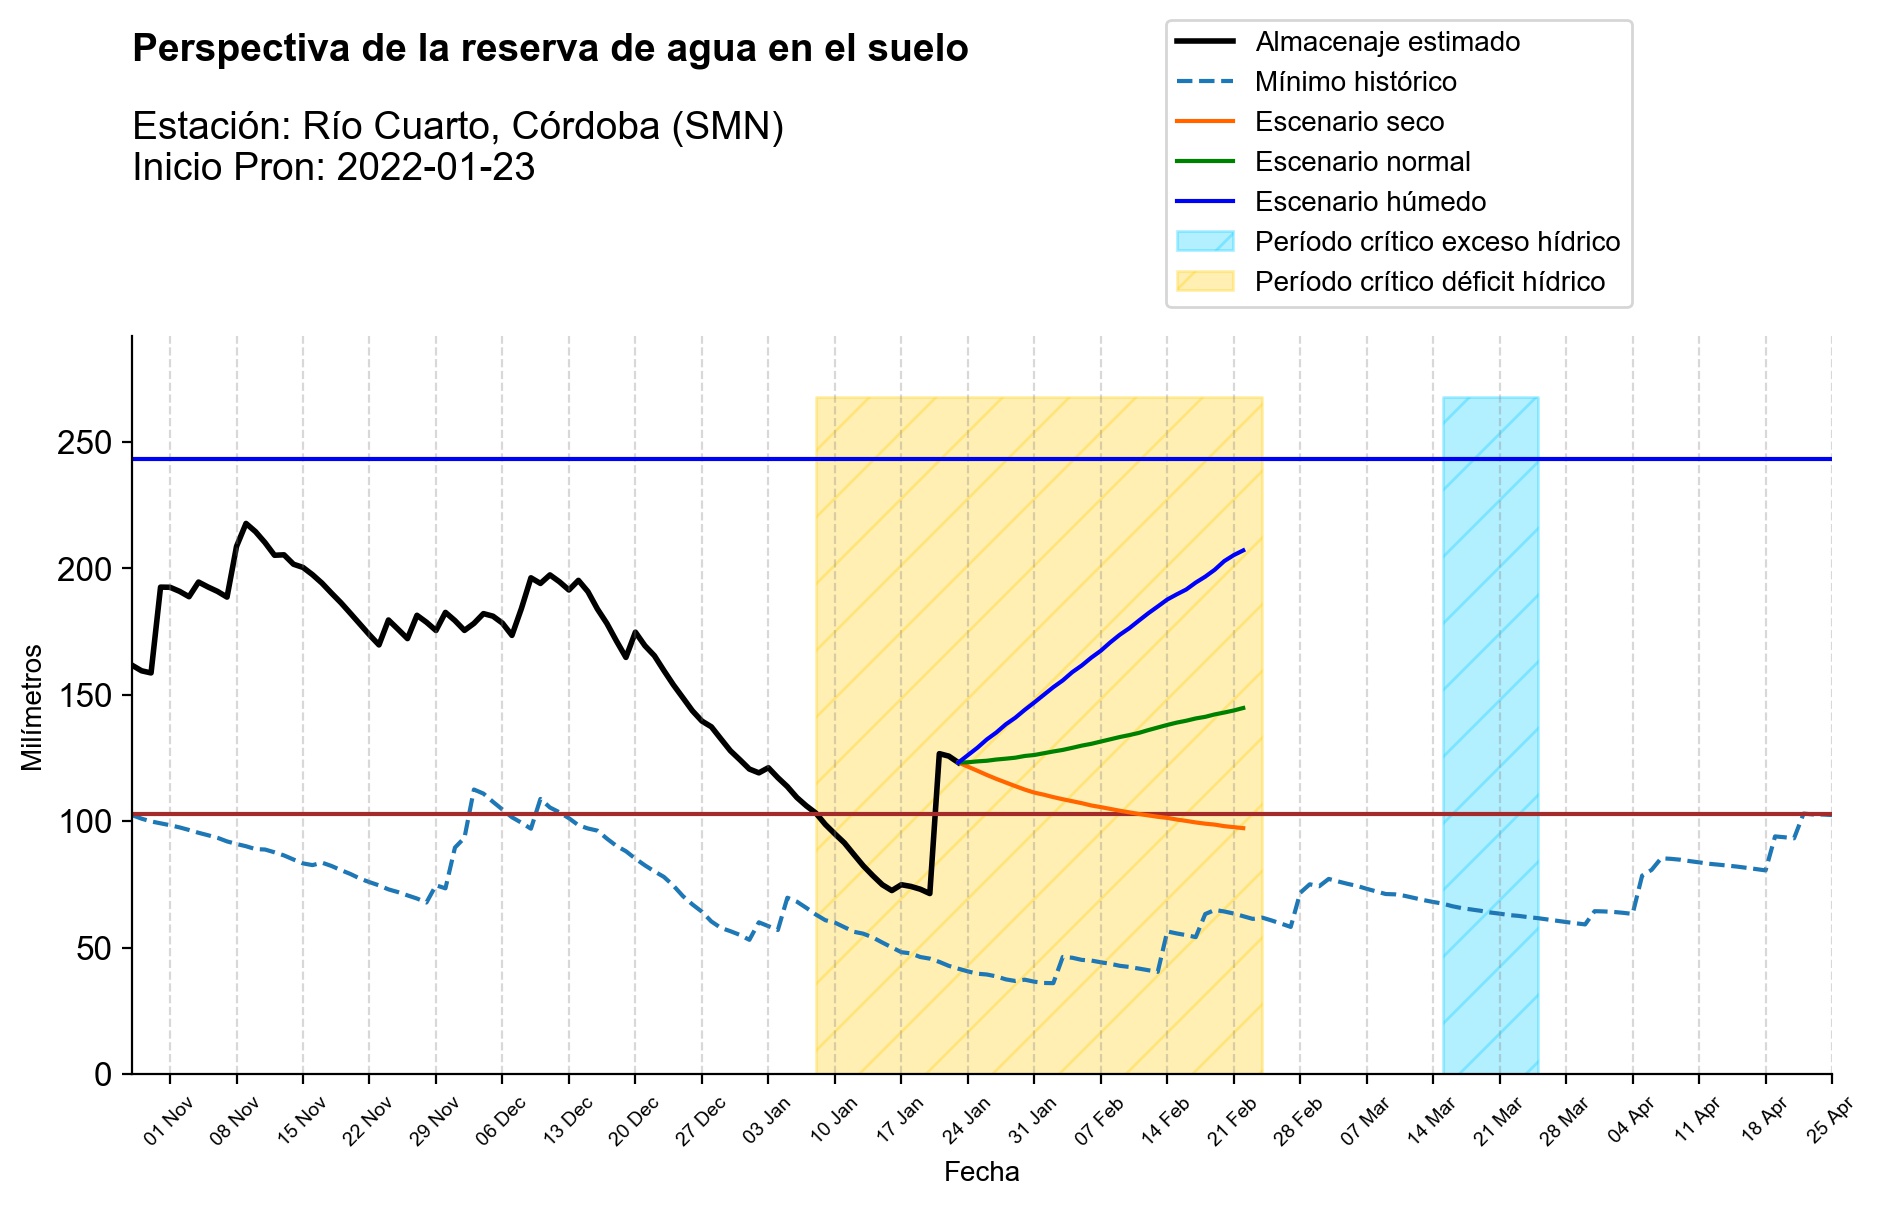 Perspectiva de la reserva de agua en el suelo
Estación: Río Cuarto, Córdoba (SMN)
Inicio Pron: 2022-01-23
Almacenaje estimado
Mínimo histórico
Escenario seco
Escenario normal
Escenario húmedo
Período crítico exceso hídrico
Período crítico déficit hídrico
Milímetros
250
200
150
100
50
0
01 Nov
08 Nov
15 Nov
22 Nov
29 Nov
06 Dec
13 Dec
20 Dec
27 Dec
03 Jan
10 Jan
17 Jan
24 Jan
31 Jan
07 Feb
14 Feb
21 Feb
28 Feb
07 Mar
14 Mar
21 Mar
28 Mar
04 Apr
11 Apr
18 Apr
25 Apr
Fecha